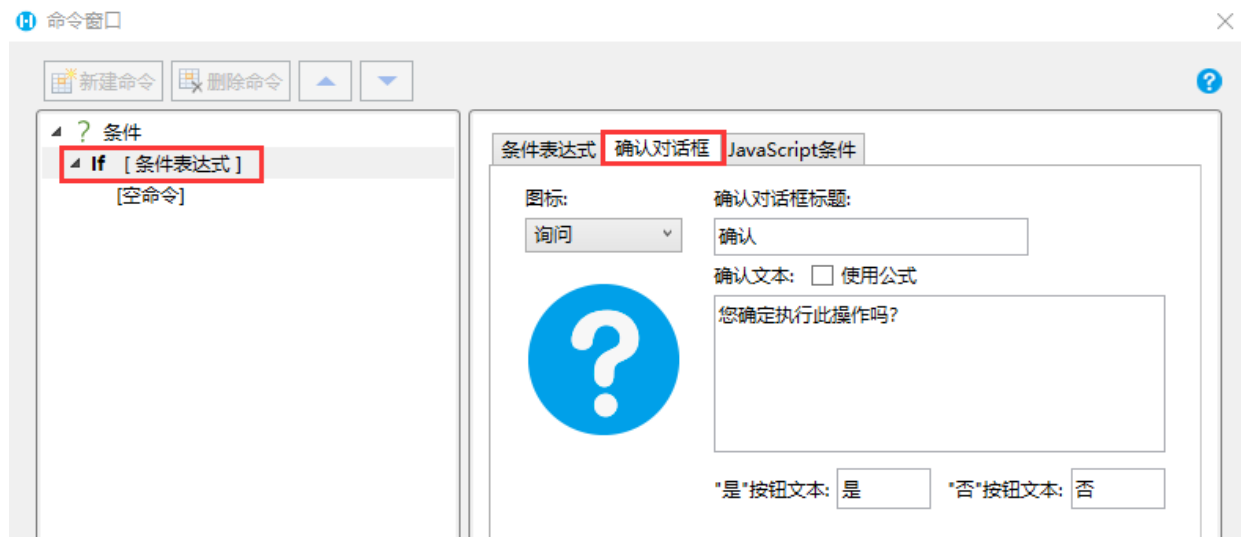 命令窗口
新建命令 删除命令
条件
If [ 条件表达式 ]
[空命令]
条件表达式 确认对话框 JavaScript条件
图标: 确认对话框标题:
询问 确认
确认文本: 使用公式
您确定执行此操作吗?
"是"按钮文本: 是 "否"按钮文本: 否